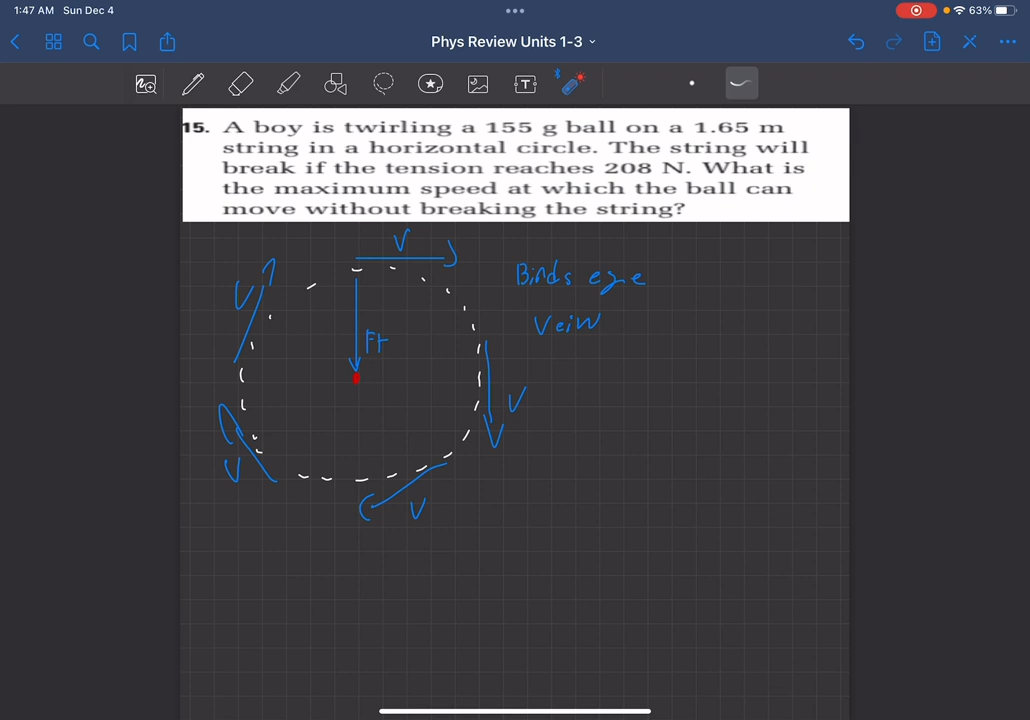 1:47 AM Sun Dec 4
63%
Phys Review Units 1-3
T
15. A boy is twirling a 155 g ball on a 1.65 m
string in a horizontal circle. The string will
break if the tension reaches 208 N. What is
the maximum speed at which the ball can
move without breaking the string?
V
Birds eye
Veiw
V
Ft
V
V
V